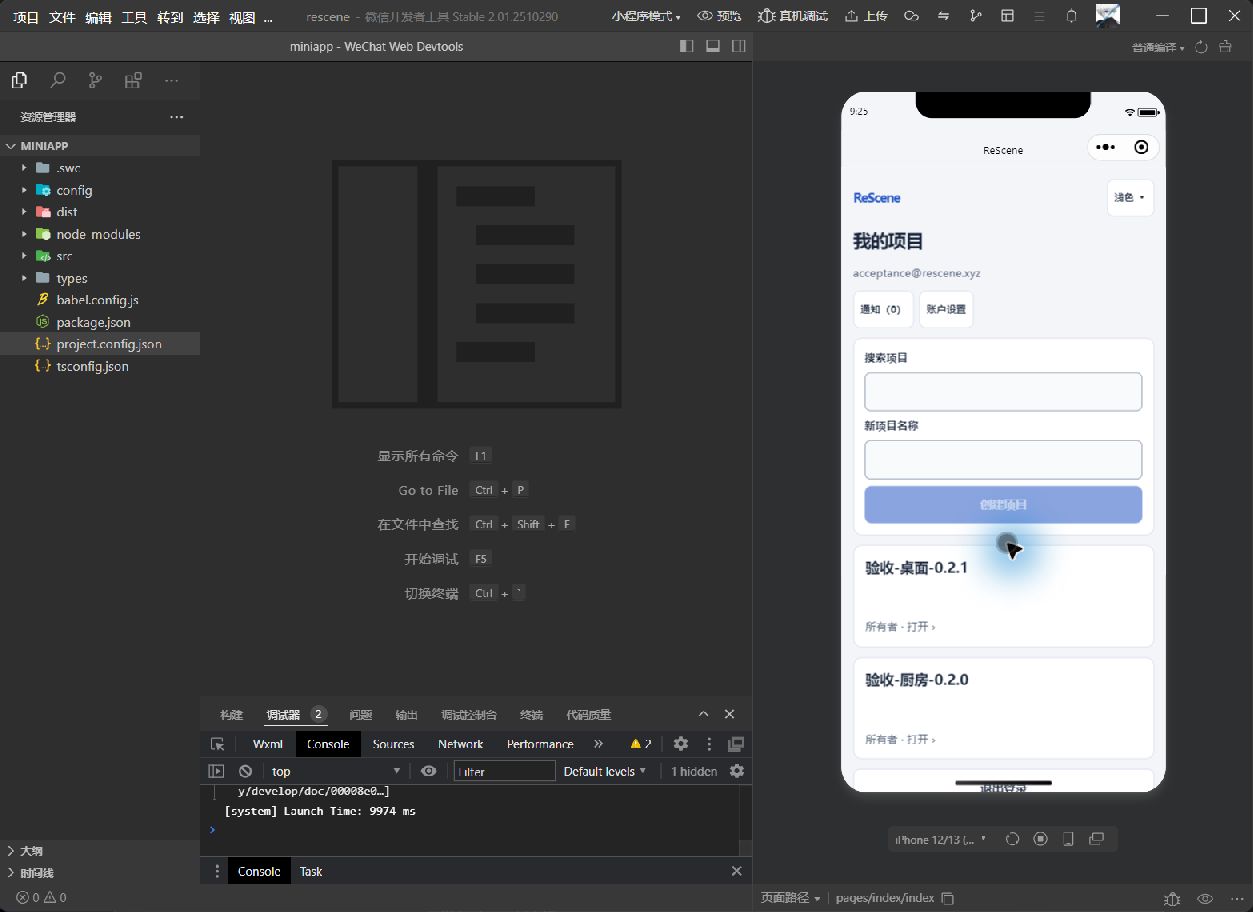 项目 文件 编辑 工具 转到 选择 视图 ... rescene - 微信开发者工具 Stable 2.01.2510290 小程序模式 预览 真机调试 上传
miniapp - WeChat Web Devtools
普通编译
资源管理器
MINIAPP
.swc
config
dist
node_modules
src
types
babel.config.js
package.json
project.config.json
tsconfig.json
大纲
时间线
0 0
显示所有命令 F1
Go to File Ctrl + P
在文件中查找 Ctrl + Shift + F
开始调试 F5
切换终端 Ctrl + `
构建 调试器 2 问题 输出 调试控制台 终端 代码质量
Wxml Console Sources Network Performance » 2
top Filter Default levels 1 hidden
y/develop/doc/00008e0…]
[system] Launch Time: 9974 ms
Console Task
9:25
ReScene
ReScene
浅色
我的项目
acceptance@rescene.xyz
通知（0） 账户设置
搜索项目
新项目名称
创建项目
验收-桌面-0.2.1
所有者 · 打开 ›
验收-厨房-0.2.0
所有者 · 打开 ›
退出登录
iPhone 12/13 (...
页面路径 pages/index/index